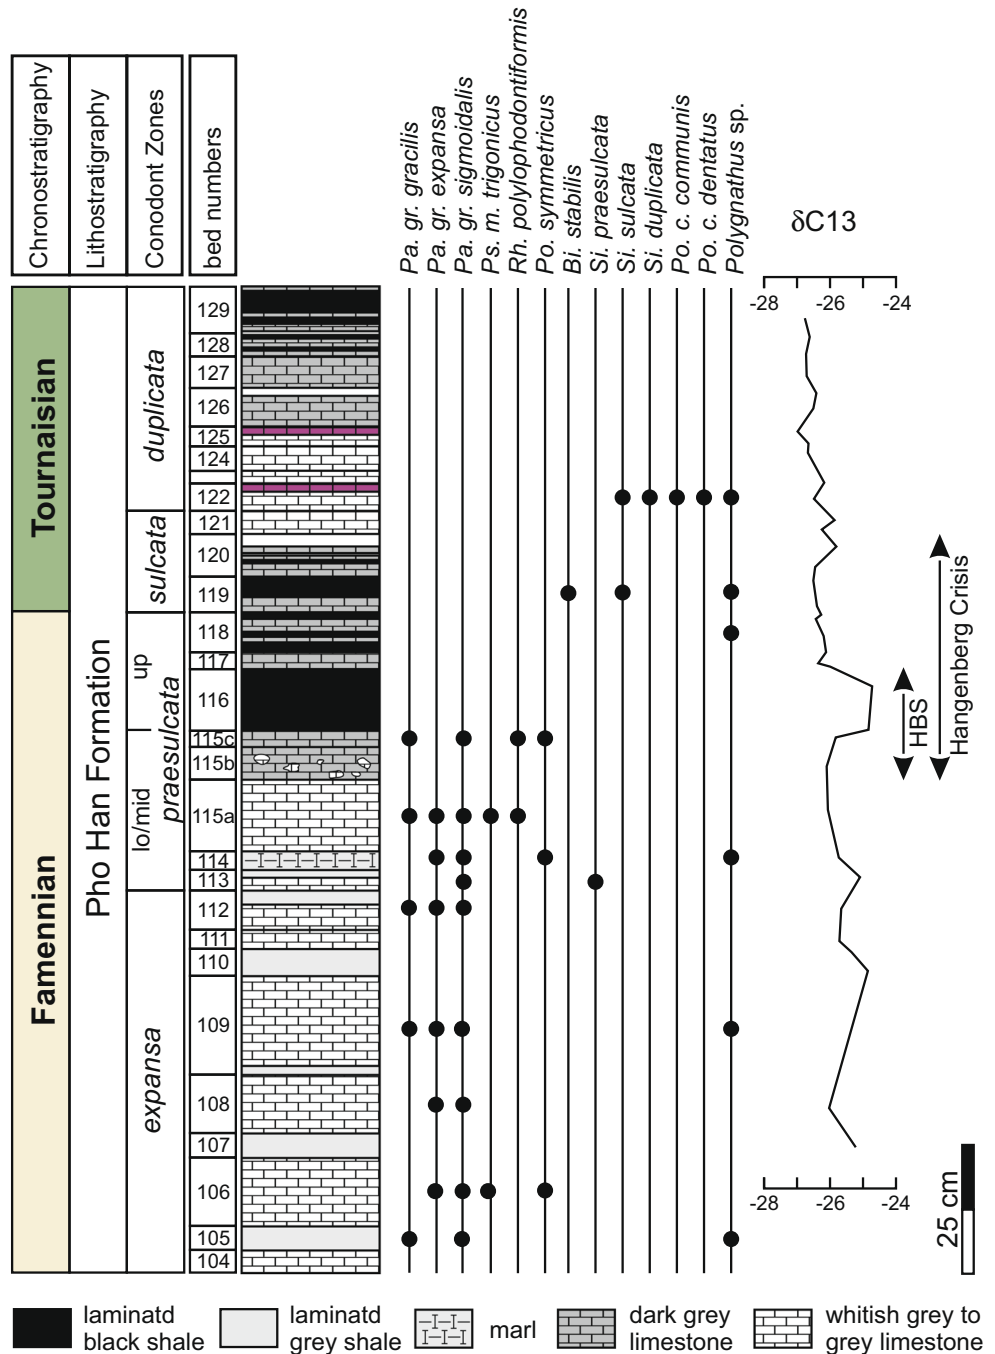 Chronostratigraphy
Lithostratigraphy
Conodont Zones
bed numbers
Pa. gr. gracilis
Pa. gr. expansa
Pa. gr. sigmoidalis
Ps. m. trigonicus
Rh. polylophodontiformis
Po. symmetricus
Bi. stabilis
Si. praesulcata
Si. sulcata
Si. duplicata
Po. c. communis
Po. c. dentatus
Polygnathus sp.
δC13
-28 -26 -24
Tournaisian
Famennian
Pho Han Formation
duplicata
sulcata
up
lo/mid
praesulcata
expansa
129
128
127
126
125
124
122
121
120
119
118
117
116
115c
115b
115a
114
113
112
111
110
109
108
107
106
105
104
HBS
Hangenberg Crisis
-28 -26 -24
25 cm
laminatd
black shale
laminatd
grey shale
marl
dark grey
limestone
whitish grey to
grey limestone